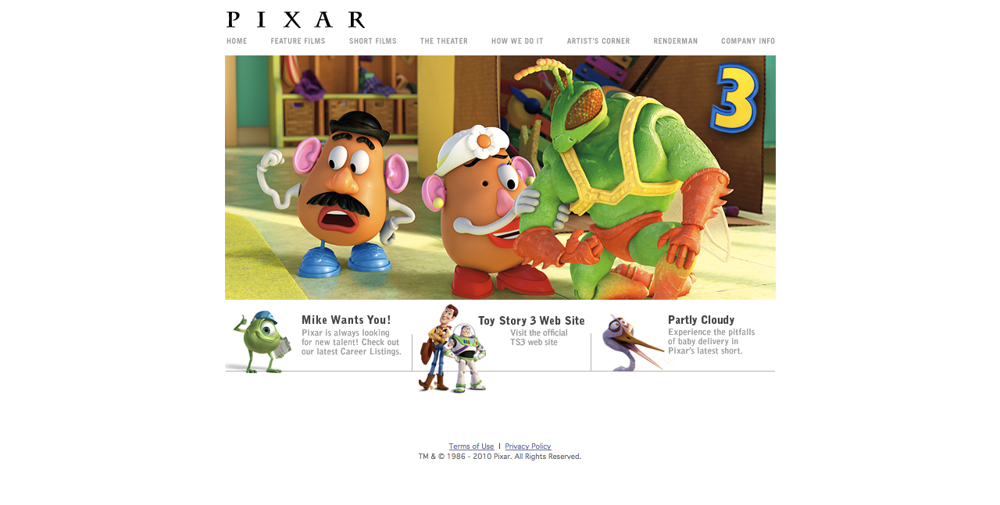 PIXAR
HOME FEATURE FILMS SHORT FILMS THE THEATER HOW WE DO IT ARTIST'S CORNER RENDERMAN COMPANY INFO
3
Mike Wants You!
Pixar is always looking
for new talent! Check out
our latest Career Listings.
Toy Story 3 Web Site
Visit the official
TS3 web site
Partly Cloudy
Experience the pitfalls
of baby delivery in
Pixar's latest short.
Terms of Use | Privacy Policy
TM & © 1986 - 2010 Pixar. All Rights Reserved.